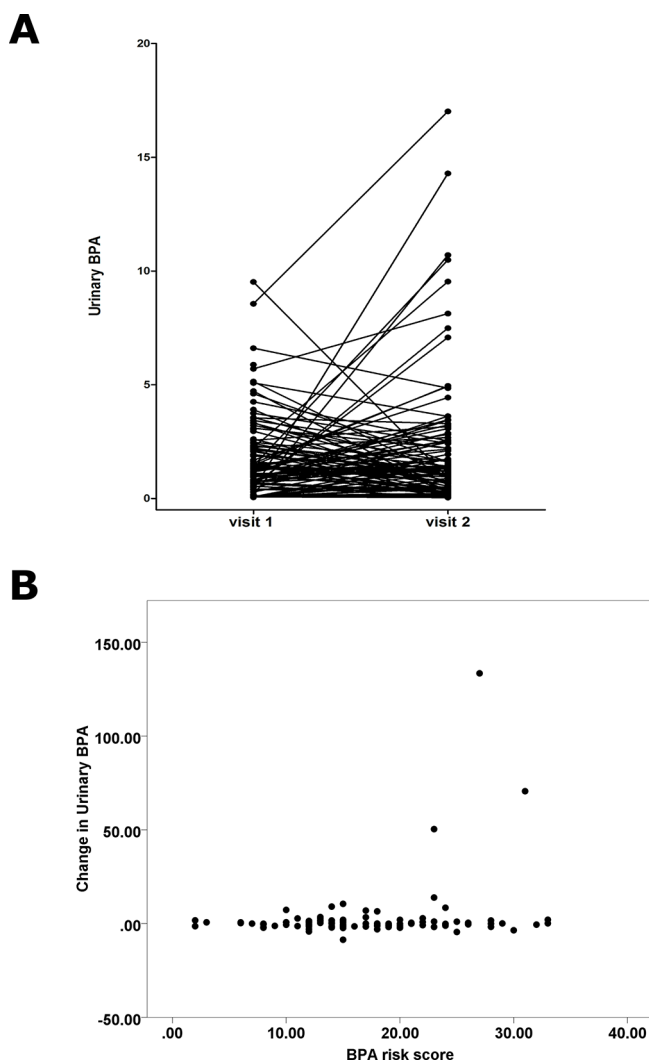 A
20
15
Urinary BPA
10
5
0
visit 1 visit 2
B
150.00
100.00
Change in Urinary BPA
50.00
.00
-50.00
.00 10.00 20.00 30.00 40.00
BPA risk score